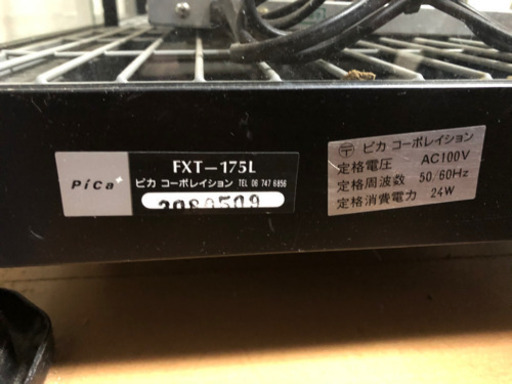 PiCa
FXT-175L
ピカ コーポレイション TEL 06 747 6856
〒 ピカ コーポレイション
定格電圧 AC100V
定格周波数 50/60Hz
定格消費電力 24W